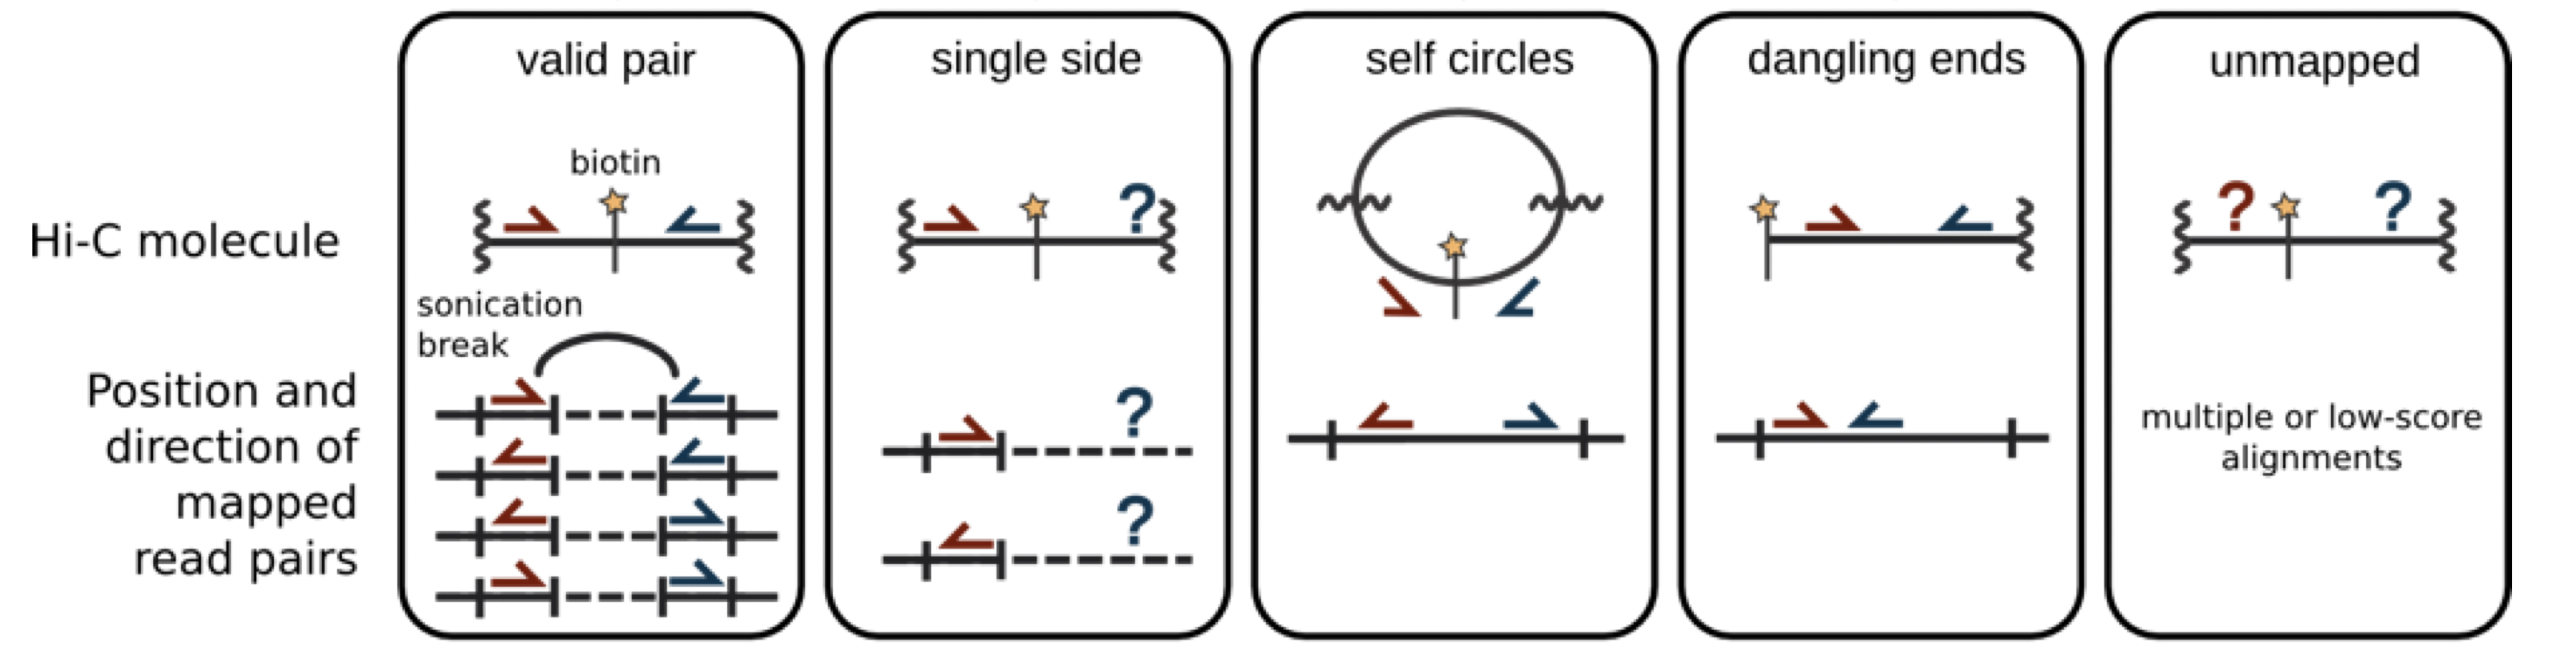 valid pair
single side
self circles
dangling ends
unmapped
Hi-C molecule
biotin
?
? ?
sonication
break
Position and
direction of
mapped
read pairs
?
?
multiple or low-score
alignments